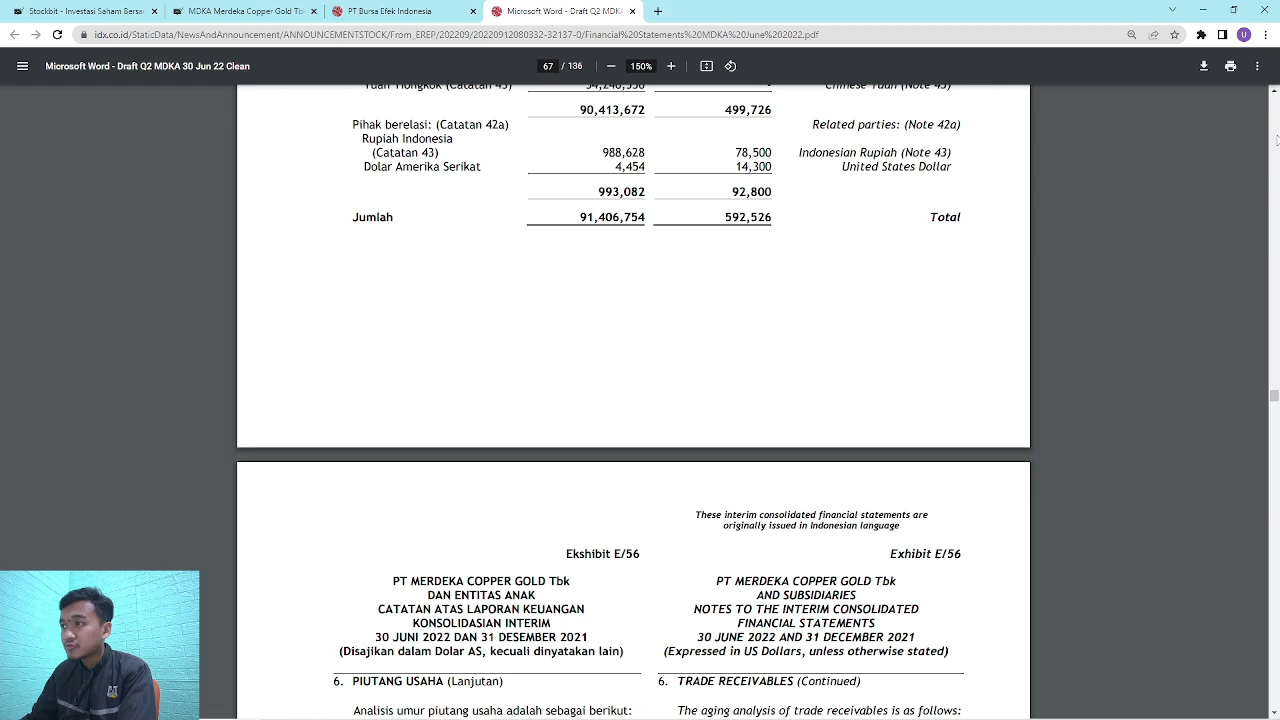 Stockbit - Investasi Saham Bersar
MDKA Merdeka Copper Gold Tbk
PT Bursa Efek Indonesia
Microsoft Word - Draft Q2 MDKA
idx.co.id/StaticData/NewsAndAnnouncement/ANNOUNCEMENTSTOCK/From_EREP/202209/20220912080332-32137-0/Financial%20Statements%20MDKA%20June%202022.pdf
U
Microsoft Word - Draft Q2 MDKA 30 Jun 22 Clean
67 / 136
150%
90,413,672 499,726
Pihak berelasi: (Catatan 42a) Related parties: (Note 42a)
Rupiah Indonesia
(Catatan 43) 988,628 78,500 Indonesian Rupiah (Note 43)
Dolar Amerika Serikat 4,454 14,300 United States Dollar
993,082 92,800
Jumlah 91,406,754 592,526 Total
These interim consolidated financial statements are
originally issued in Indonesian language
Ekshibit E/56 Exhibit E/56
PT MERDEKA COPPER GOLD Tbk
DAN ENTITAS ANAK
CATATAN ATAS LAPORAN KEUANGAN
KONSOLIDASIAN INTERIM
30 JUNI 2022 DAN 31 DESEMBER 2021
(Disajikan dalam Dolar AS, kecuali dinyatakan lain)
PT MERDEKA COPPER GOLD Tbk
AND SUBSIDIARIES
NOTES TO THE INTERIM CONSOLIDATED
FINANCIAL STATEMENTS
30 JUNE 2022 AND 31 DECEMBER 2021
(Expressed in US Dollars, unless otherwise stated)
6. PIUTANG USAHA (Lanjutan)
6. TRADE RECEIVABLES (Continued)
Analisis umur piutang usaha adalah sebagai berikut:
The aging analysis of trade receivables is as follows: